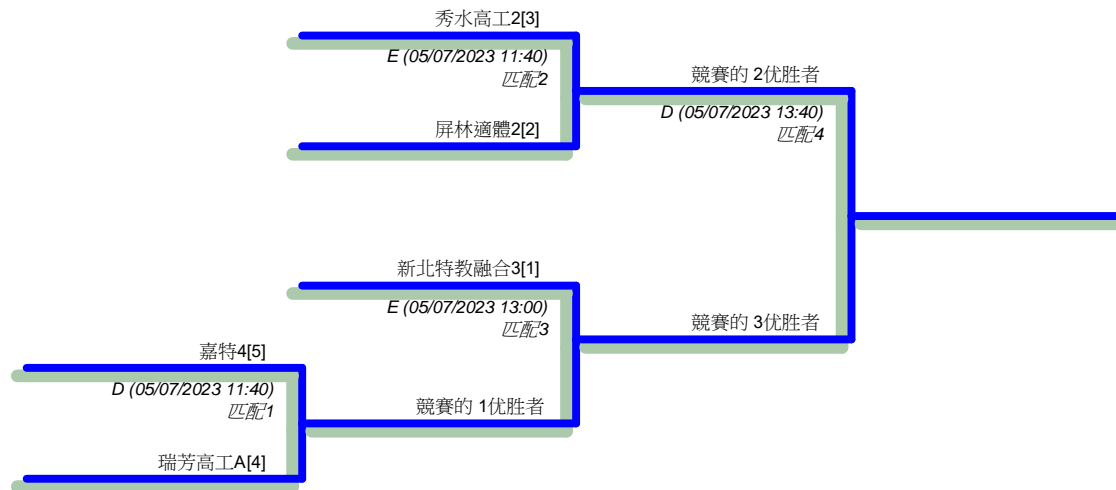 秀水高工2[3]
E (05/07/2023 11:40)
匹配2
屏林適體2[2]
競賽的 2优胜者
D (05/07/2023 13:40)
匹配4
新北特教融合3[1]
E (05/07/2023 13:00)
匹配3
競賽的 3优胜者
嘉特4[5]
D (05/07/2023 11:40)
匹配1
競賽的 1优胜者
瑞芳高工A[4]